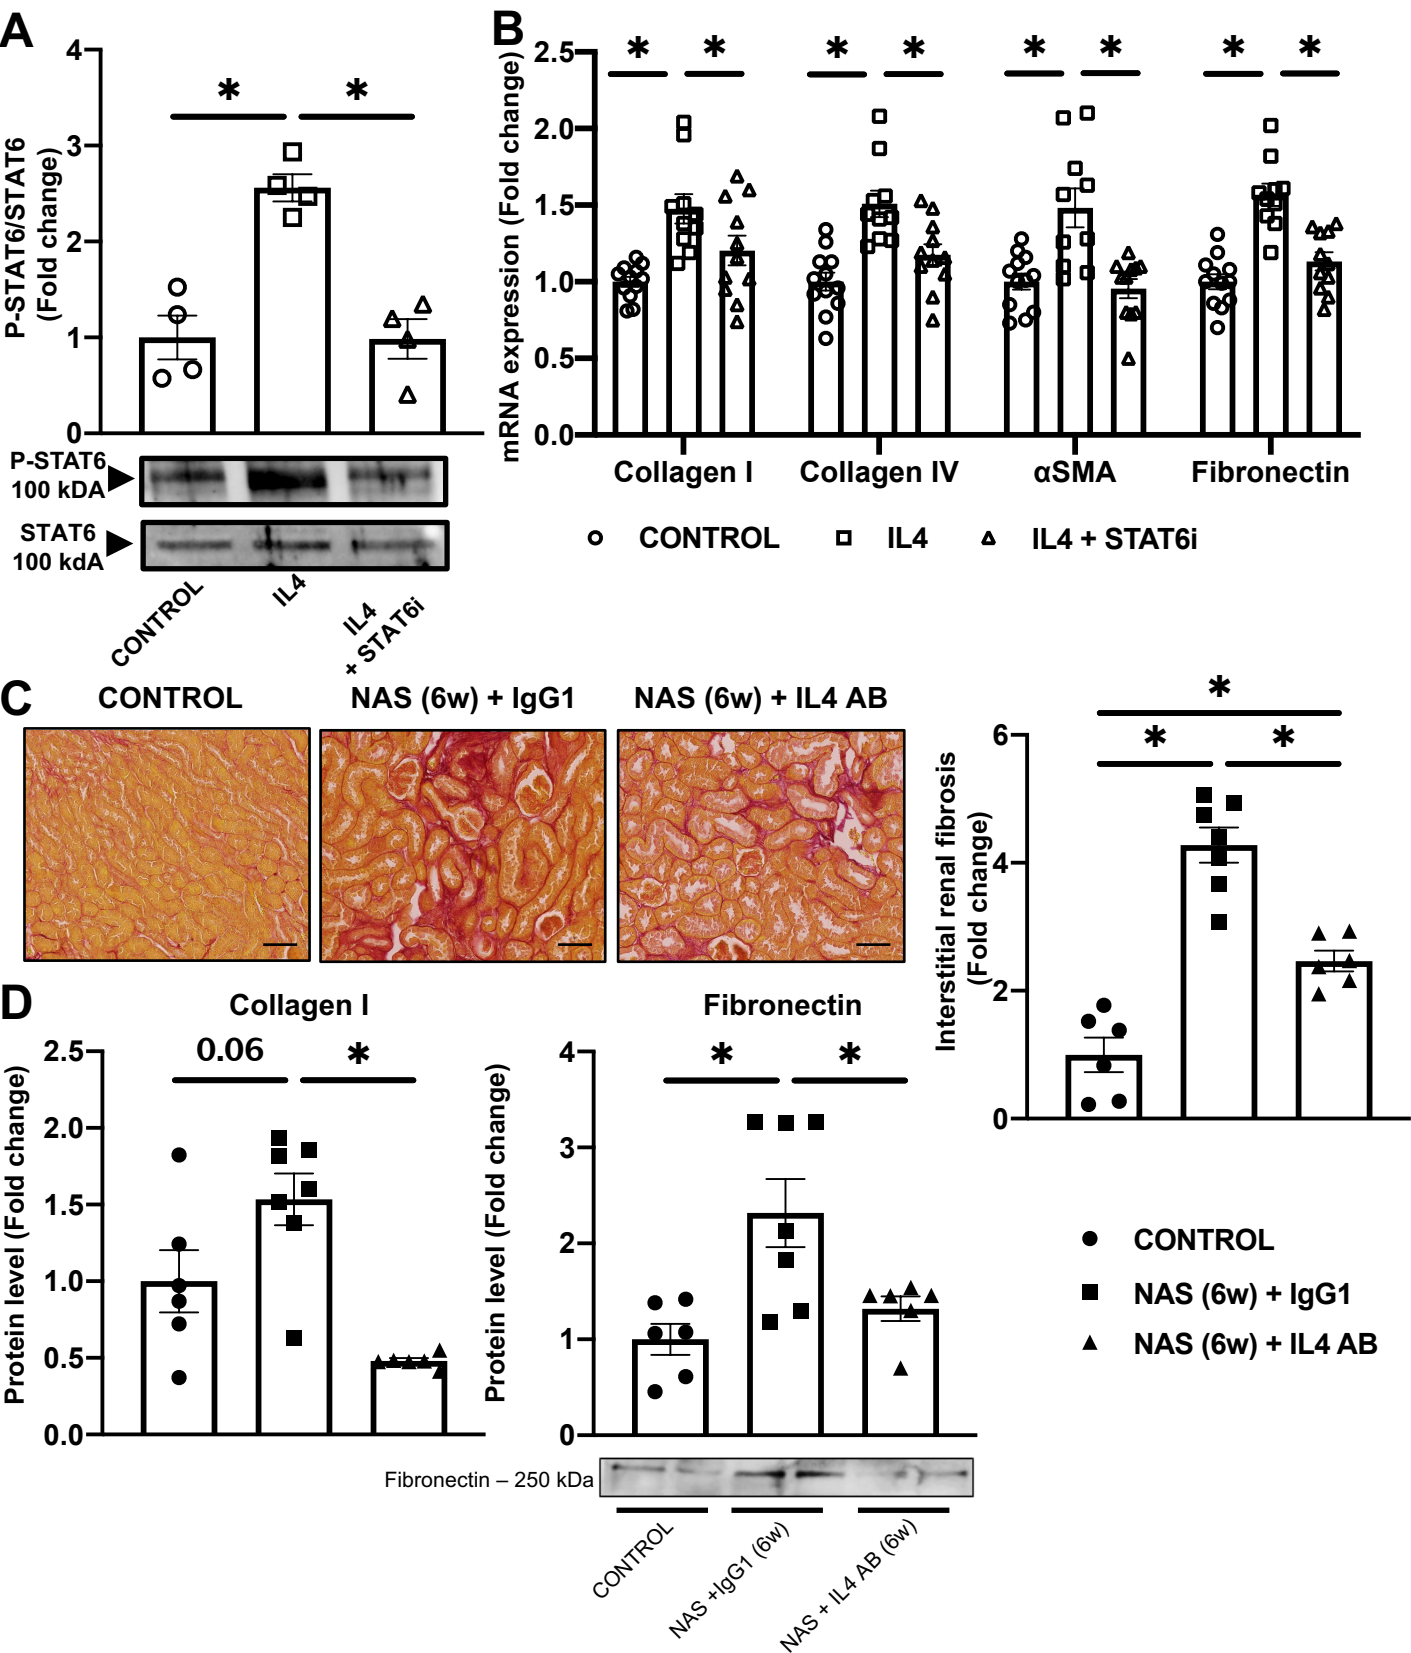 A
P-STAT6/STAT6
(Fold change)
4
3
2
1
0
* *
P-STAT6
100 kDA
STAT6
100 kdA
CONTROL
IL4
IL4
+ STAT6i
B
mRNA expression (Fold change)
2.5
2.0
1.5
1.0
0.5
0.0
* * * * * * * *
Collagen I Collagen IV αSMA Fibronectin
CONTROL IL4 IL4 + STAT6i
C
CONTROL NAS (6w) + IgG1 NAS (6w) + IL4 AB
Interstitial renal fibrosis
(Fold change)
6
4
2
0
*
* *
D
Collagen I
Protein level (Fold change)
2.5
2.0
1.5
1.0
0.5
0.0
0.06 *
Fibronectin
Protein level (Fold change)
4
3
2
1
0
* *
Fibronectin – 250 kDa
CONTROL
NAS +IgG1 (6w)
NAS + IL4 AB (6w)
CONTROL
NAS (6w) + IgG1
NAS (6w) + IL4 AB